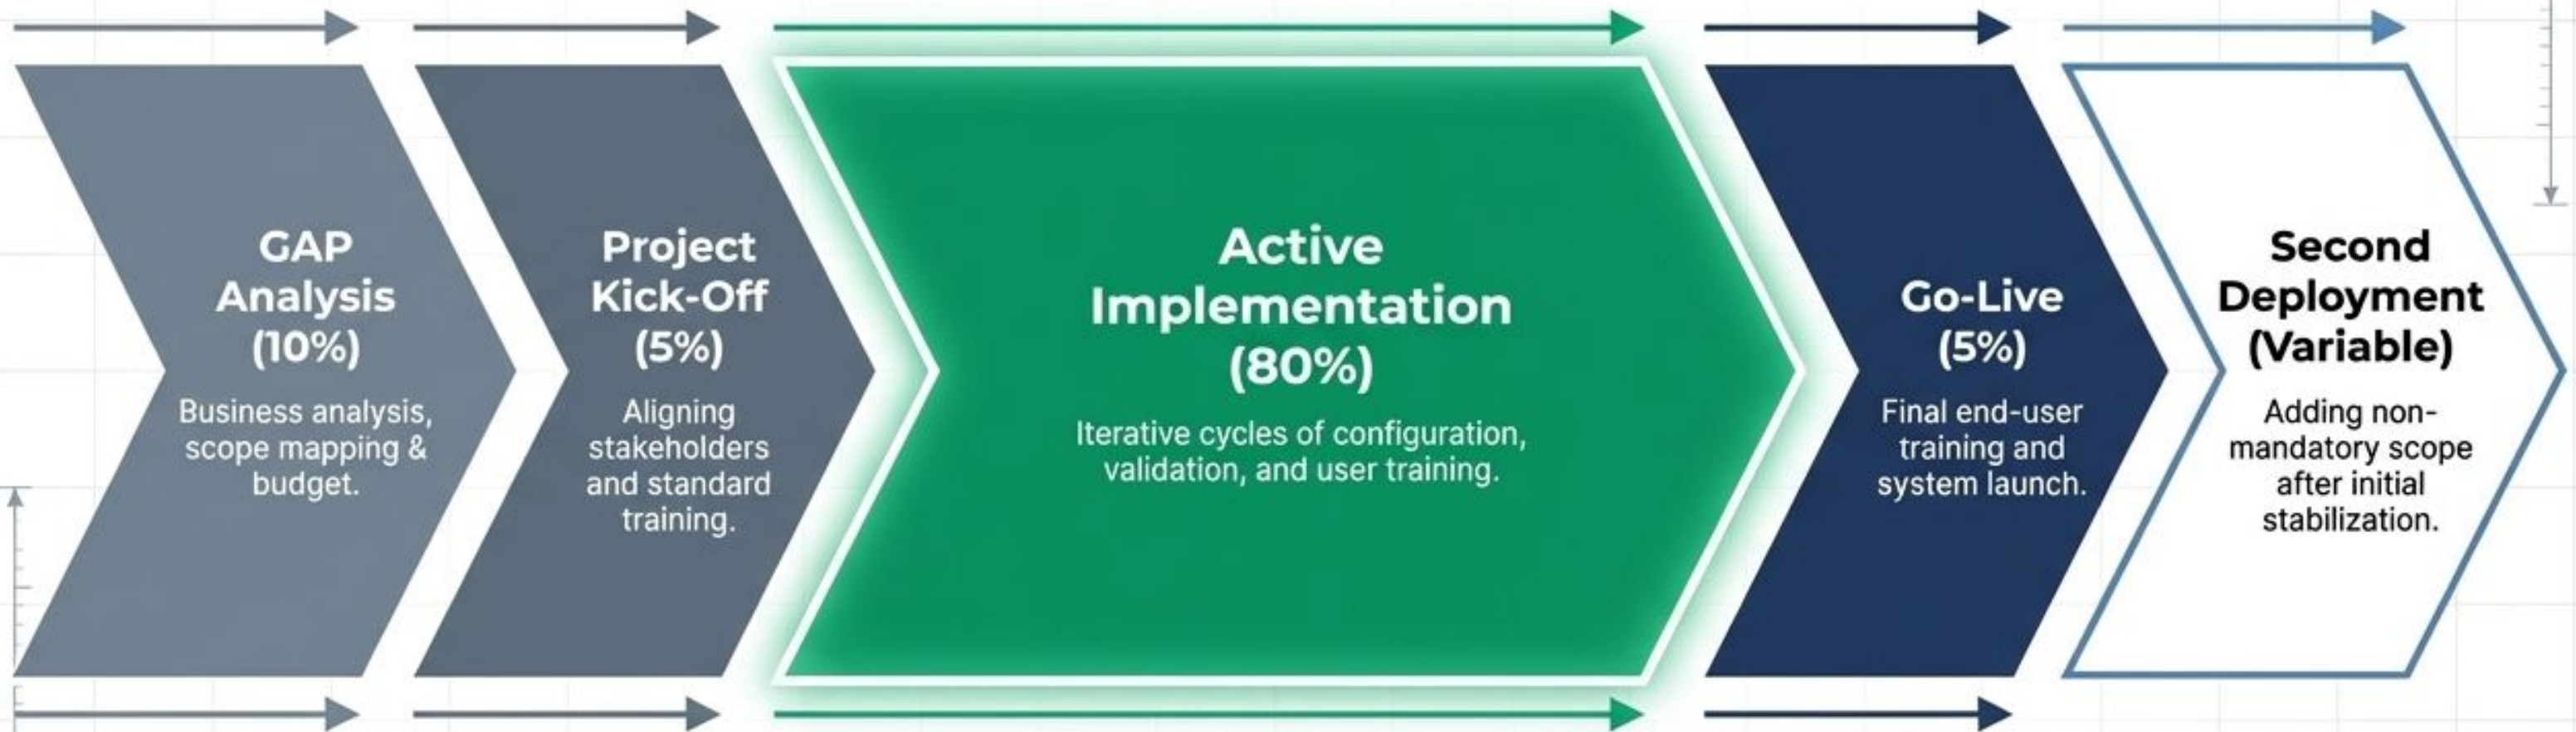 GAP
Analysis
(10%)
Business analysis,
scope mapping &
budget.
Project
Kick-Off
(5%)
Aligning
stakeholders
and standard
training.
Active
Implementation
(80%)
Iterative cycles of configuration,
validation, and user training.
Go-Live
(5%)
Final end-user
training and
system launch.
Second
Deployment
(Variable)
Adding non-
mandatory scope
after initial
stabilization.